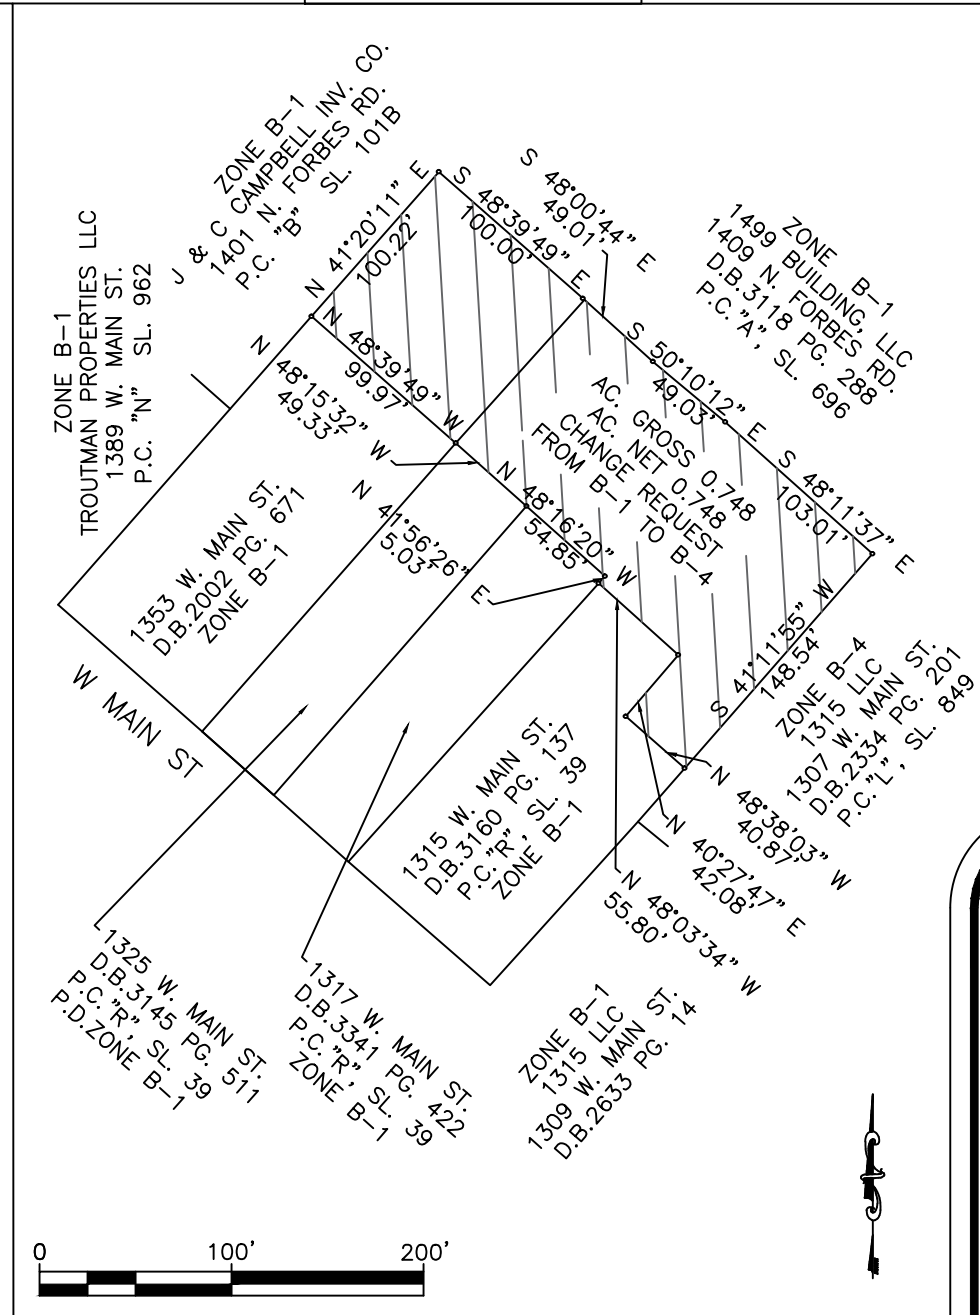 ZONE B-1
TROUTMAN PROPERTIES LLC
1389 W. MAIN ST.
P.C. "N" SL. 962
ZONE B-1
J & C CAMPBELL INV. CO.
1401 N. FORBES RD.
P.C. "B" SL. 101B
N 41°20'11" E
100.22'
S 48°39'49" E
100.00'
S 48°00'44" E
49.01'
ZONE B-1
1499 BUILDING, LLC
1409 N. FORBES RD.
D.B.3118 PG. 288
P.C. "A", SL. 696
S 50°10'12" E
49.03'
S 48°11'37" E
103.01'
N 48°39'49" W
99.97'
N 48°15'32" W
49.33'
N 48°16'20" W
54.85'
N 41°56'26" E
5.03'
AC. GROSS 0.748
AC. NET 0.748
CHANGE REQUEST
FROM B-1 TO B-4
S 41°11'55" W
148.54'
ZONE B-4
1315 LLC
1307 W. MAIN ST.
D.B.2334 PG. 201
P.C."L", SL. 849
N 48°38'03" W
40.87'
N 40°27'47" E
42.08'
N 48°03'34" W
55.80'
1353 W. MAIN ST.
D.B.2002 PG. 671
ZONE B-1
W MAIN ST
1315 W. MAIN ST.
D.B.3160 PG. 137
P.C. "R", SL. 39
ZONE B-1
1325 W. MAIN ST.
D.B.3145 PG. 511
P.C. "R", SL. 39
P.D.ZONE B-1
1317 W. MAIN ST.
D.B.3341 PG. 422
P.C. "R", SL. 39
ZONE B-1
ZONE B-1
1315 LLC
1309 W. MAIN ST.
D.B.2633 PG. 14
0 100' 200'